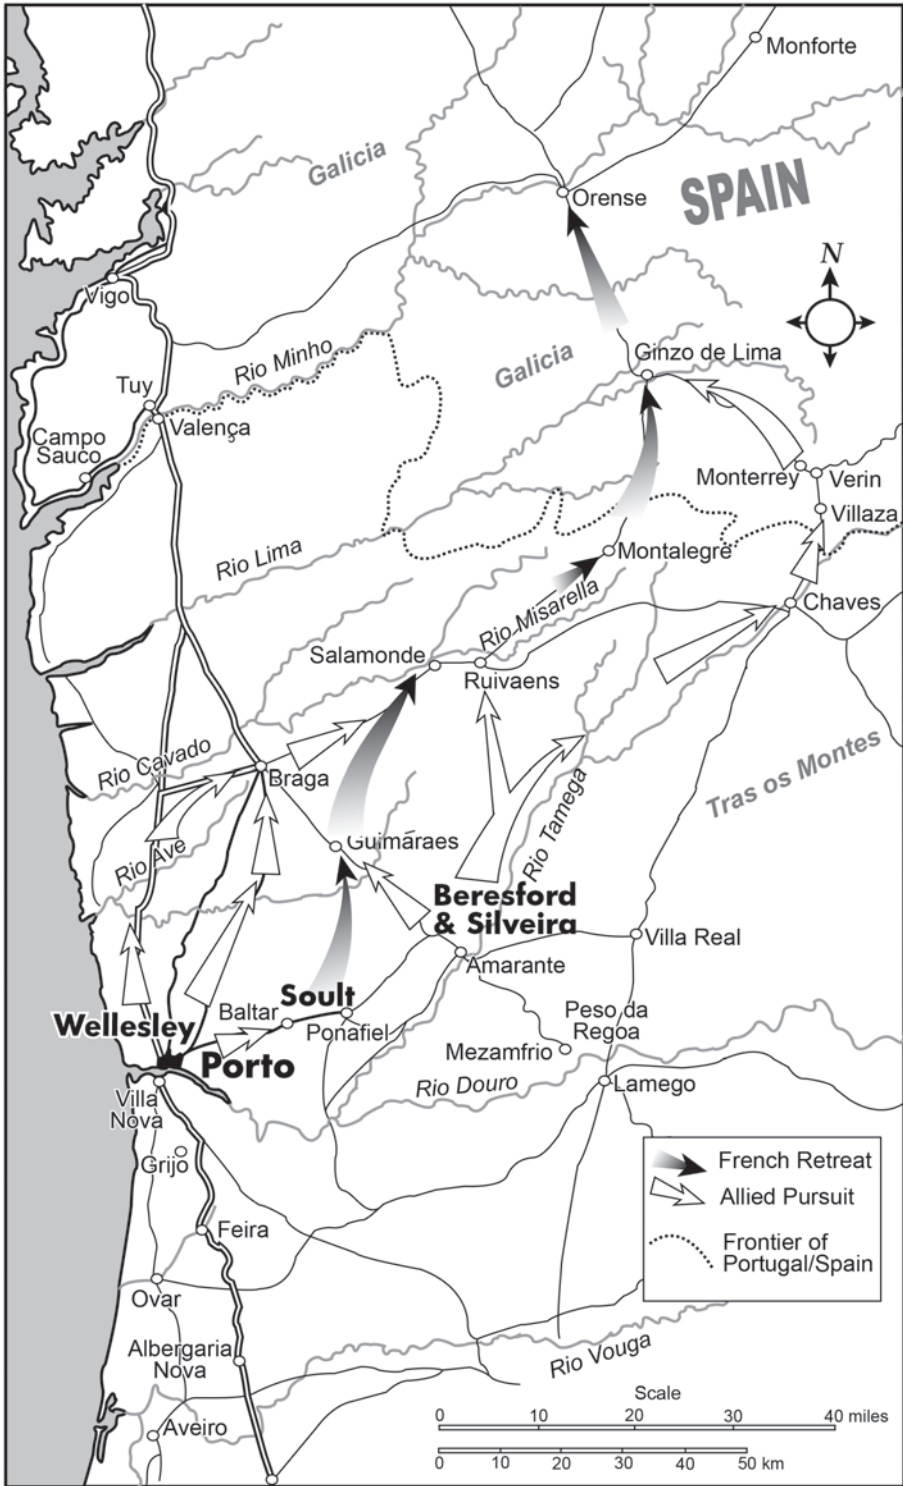 Monforte
Galicia
SPAIN
Orense
N
Vigo
Rio Minho
Ginzo de Lima
Galicia
Tuy
Valença
Campo
Sauco
Monterrey
Verin
Villaza
Rio Lima
Montalegre
Rio Misarella
Chaves
Salamonde
Ruivaens
Rio Cavado
Braga
Tras os Montes
Rio Ave
Guimãraes
Rio Tamega
Beresford
& Silveira
Villa Real
Amarante
Soult
Baltar
Ponafiel
Peso da
Regoa
Wellesley
Porto
Mezamfrio
Rio Douro
Lamego
Villa
Nova
Grijo
French Retreat
Allied Pursuit
Feira
Frontier of
Portugal/Spain
Ovar
Albergaria
Nova
Rio Vouga
Scale
0 10 20 30 40 miles
Aveiro
0 10 20 30 40 50 km